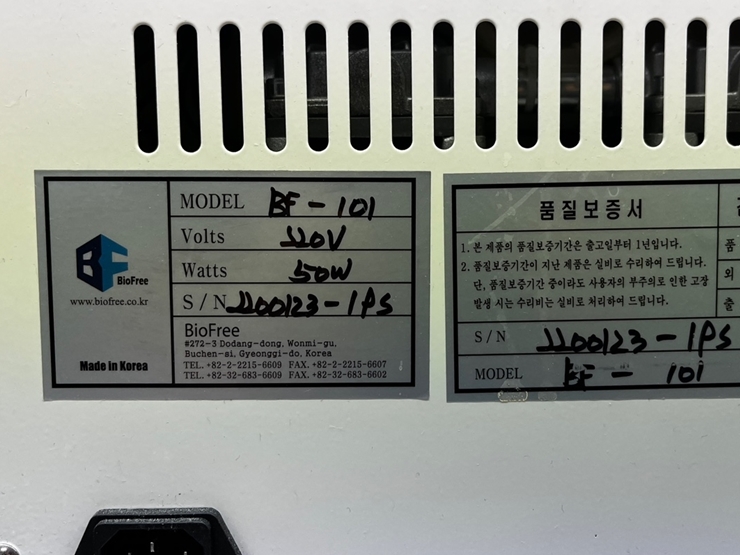 BF
BioFree
www.biofree.co.kr
Made in Korea
MODEL BF-101
Volts 220V
Watts 50W
S/N 2200123-1PS
BioFree
#272-3 Dodang-dong, Wonmi-gu,
Buchen-si, Gyeonggi-do, Korea
TEL. +82-2-2215-6609 FAX. +82-2-2215-6607
TEL. +82-32-683-6609 FAX. +82-32-683-6602
품질보증서
1. 본 제품의 품질보증기간은 출고일부터 1년입니다.
2. 품질보증기간이 지난 제품은 실비로 수리하여 드립니다.
단, 품질보증기간 중이라도 사용자의 부주의로 인한 고장
발생 시는 수리비는 실비로 처리하여 드립니다.
S/N 2200123-1PS
MODEL BF-101
품
외
출